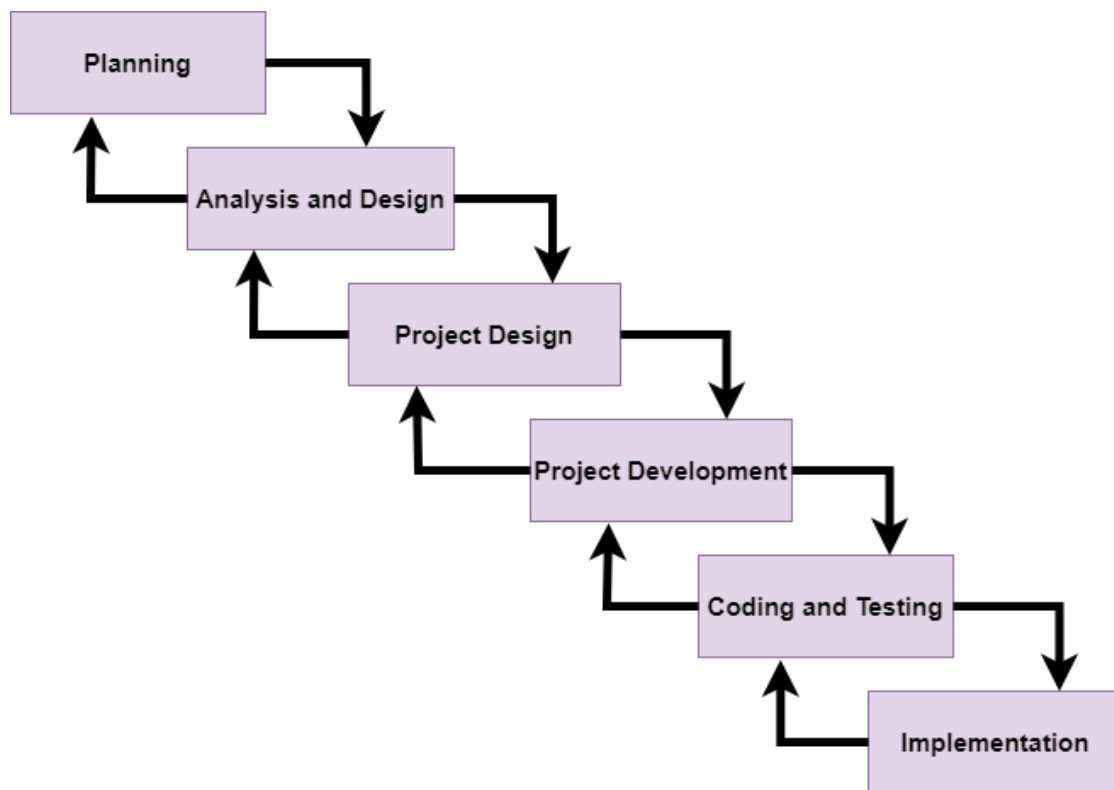 Planning
Analysis and Design
Project Design
Project Development
Coding and Testing
Implementation